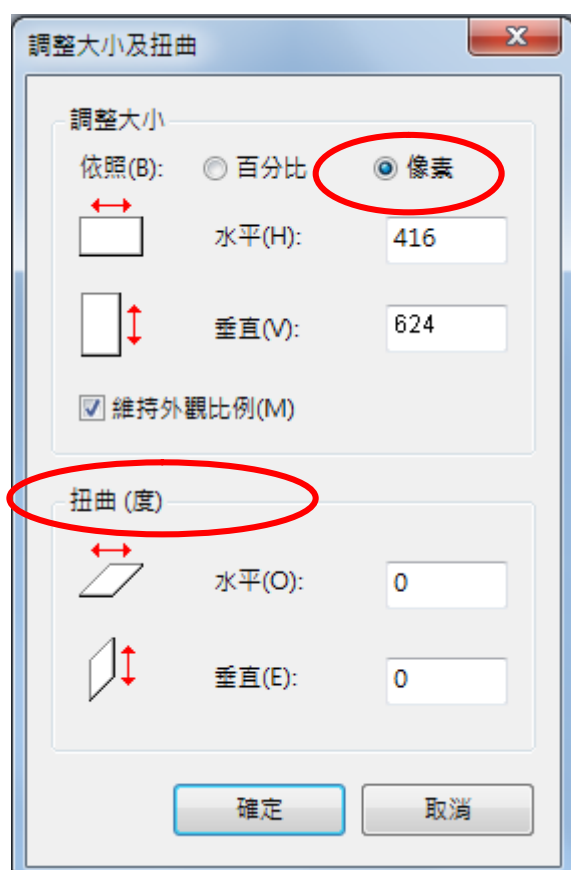 調整大小及扭曲
調整大小
依照(B): 百分比 像素
水平(H): 416
垂直(V): 624
維持外觀比例(M)
扭曲 (度)
水平(O): 0
垂直(E): 0
確定 取消